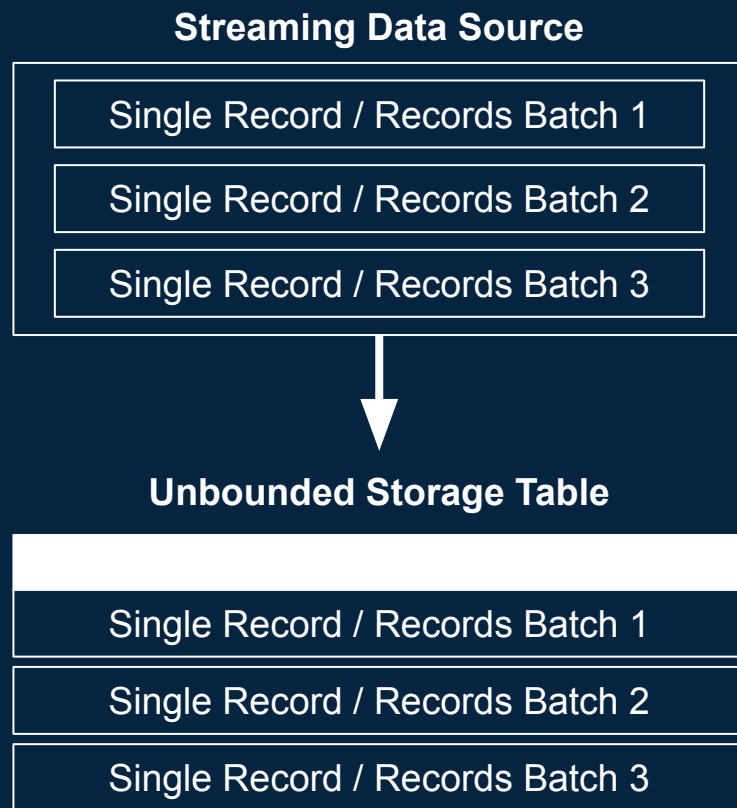 Streaming Data Source
Single Record / Records Batch 1
Single Record / Records Batch 2
Single Record / Records Batch 3
Unbounded Storage Table
Single Record / Records Batch 1
Single Record / Records Batch 2
Single Record / Records Batch 3